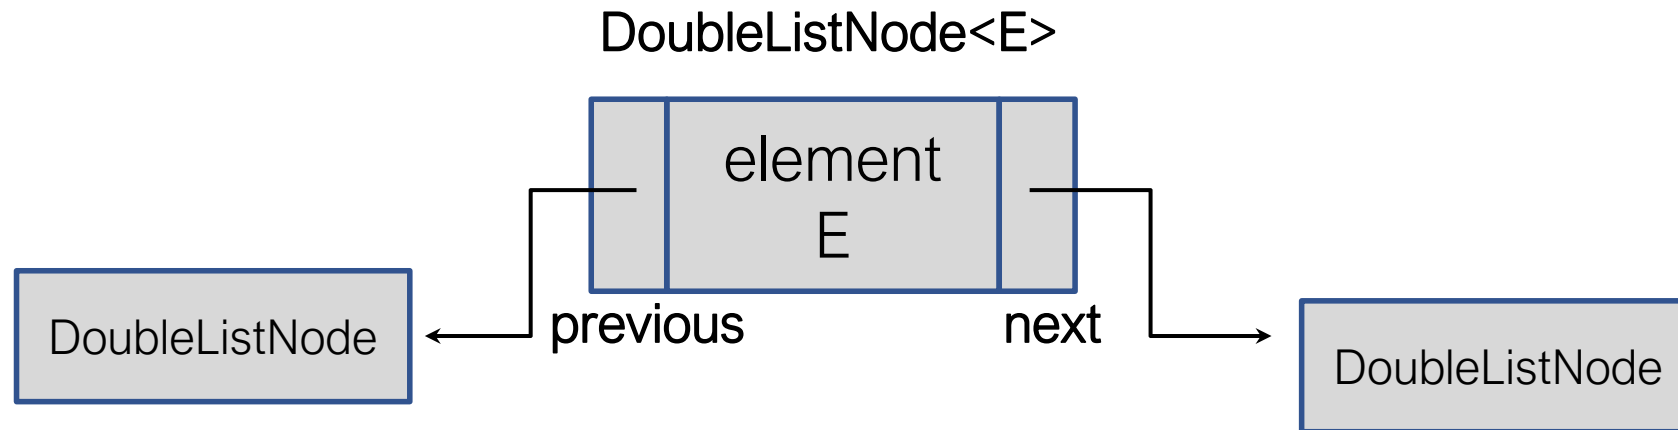 DoubleListNode<E>
element
E
previous
next
DoubleListNode
DoubleListNode